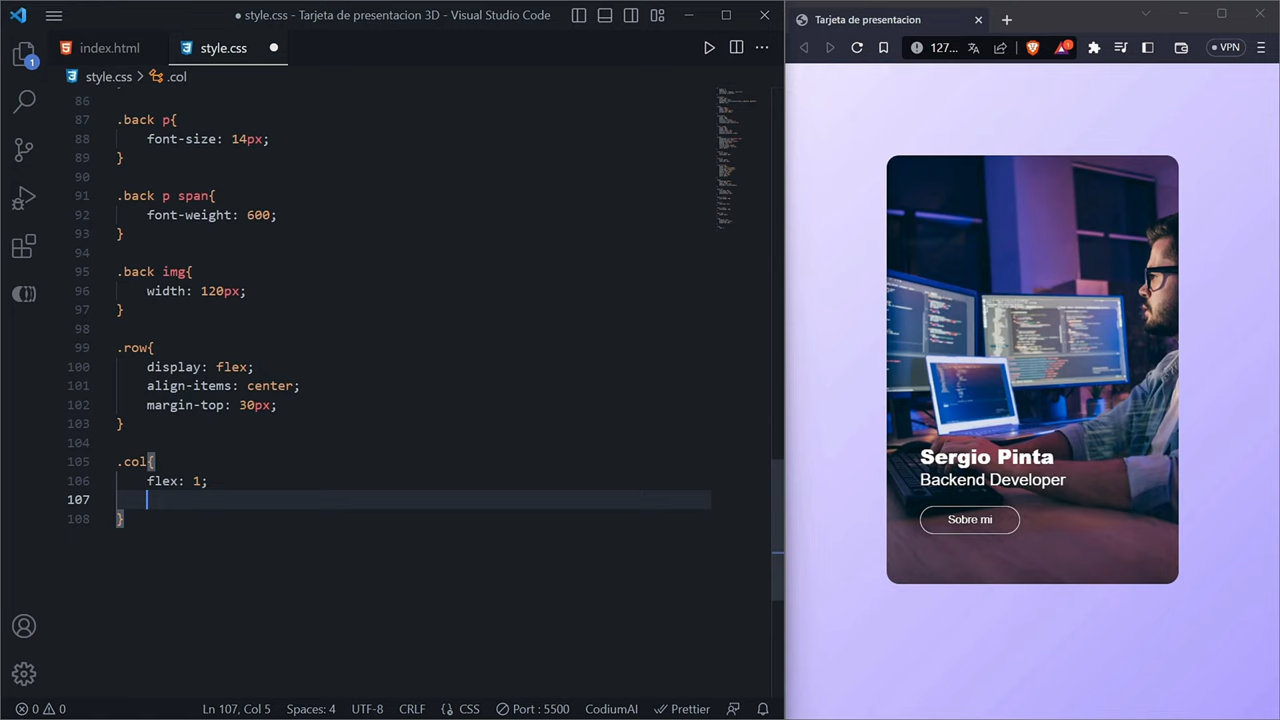 style.css - Tarjeta de presentacion 3D - Visual Studio Code
index.html
style.css
style.css > .col
86
87 .back p{
88 font-size: 14px;
89 }
90
91 .back p span{
92 font-weight: 600;
93 }
94
95 .back img{
96 width: 120px;
97 }
98
99 .row{
100 display: flex;
101 align-items: center;
102 margin-top: 30px;
103 }
104
105 .col{
106 flex: 1;
107
108 }
1
0 0
Ln 107, Col 5
Spaces: 4
UTF-8
CRLF
{} CSS
Port : 5500
CodiumAI
Prettier
Tarjeta de presentacion
127...
1
VPN
Sergio Pinta
Backend Developer
Sobre mi